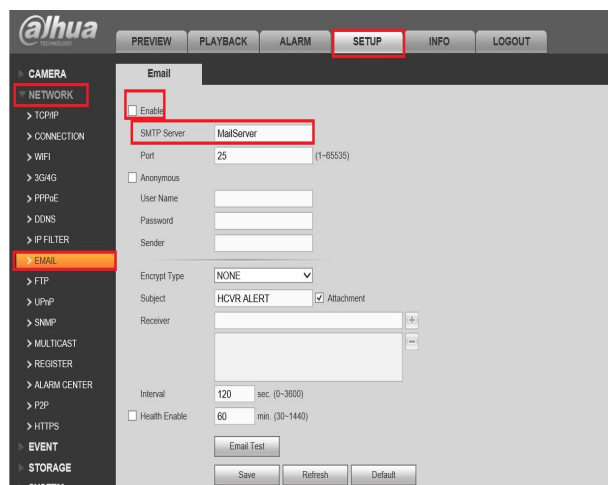 alhua
TECHNOLOGY
PREVIEW PLAYBACK ALARM SETUP INFO LOGOUT
CAMERA
NETWORK
> TCP/IP
> CONNECTION
> WIFI
> 3G/4G
> PPPoE
> DDNS
> IP FILTER
> EMAIL
> FTP
> UPnP
> SNMP
> MULTICAST
> REGISTER
> ALARM CENTER
> P2P
> HTTPS
EVENT
STORAGE
SYSTEM
Email
Enable
SMTP Server MailServer
Port 25 (1~65535)
Anonymous
User Name
Password
Sender
Encrypt Type NONE
Subject HCVR ALERT Attachment
Receiver
Interval 120 sec. (0~3600)
Health Enable 60 min. (30~1440)
Email Test
Save Refresh Default